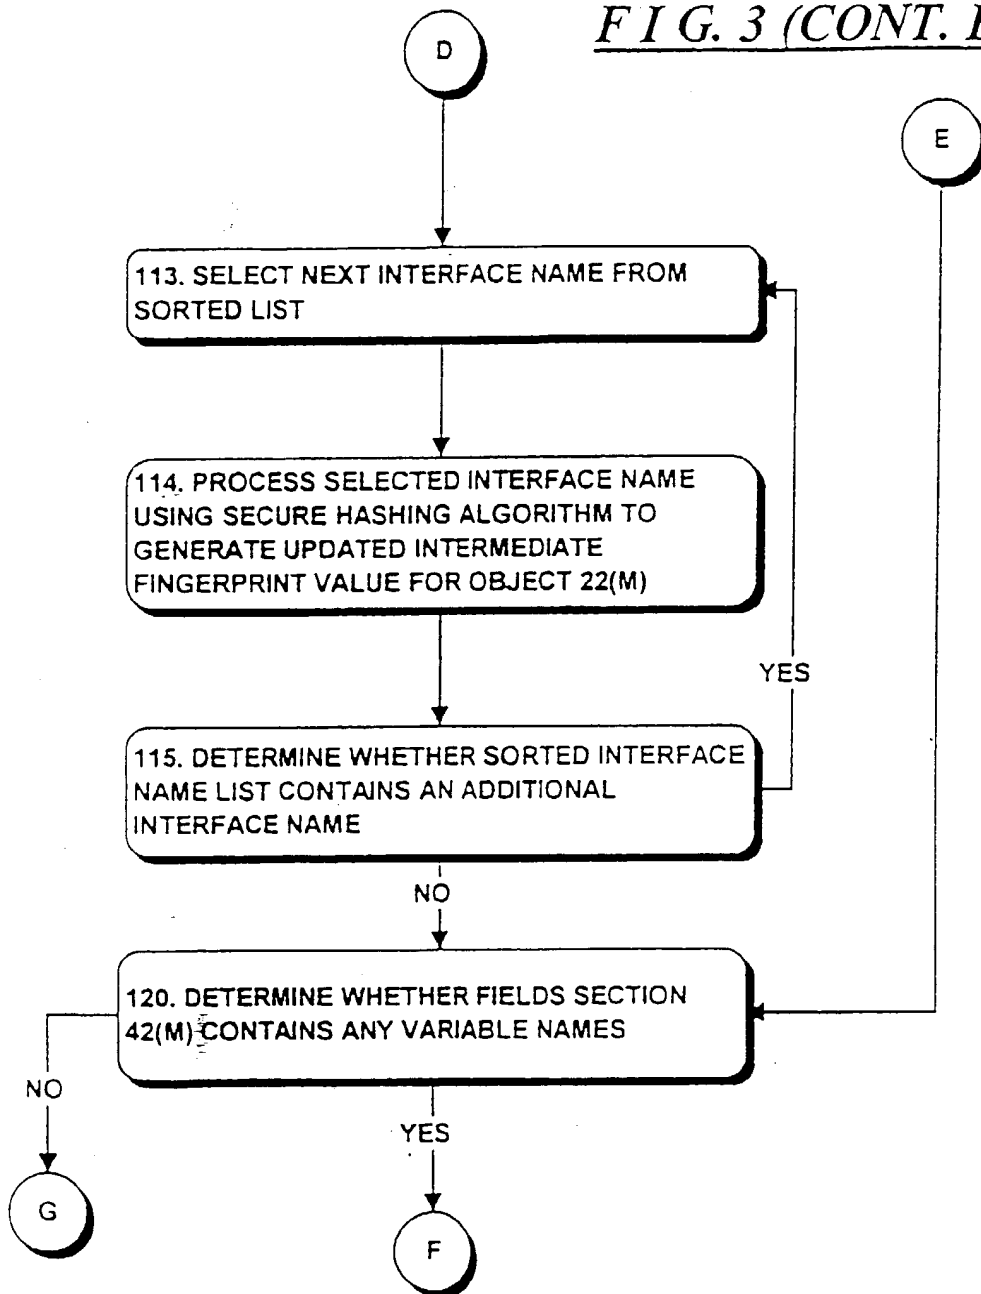 F I G. 3 (CONT.
D
E
113. SELECT NEXT INTERFACE NAME FROM
SORTED LIST
114. PROCESS SELECTED INTERFACE NAME
USING SECURE HASHING ALGORITHM TO
GENERATE UPDATED INTERMEDIATE
FINGERPRINT VALUE FOR OBJECT 22(M)
YES
115. DETERMINE WHETHER SORTED INTERFACE
NAME LIST CONTAINS AN ADDITIONAL
INTERFACE NAME
NO
120. DETERMINE WHETHER FIELDS SECTION
42(M) CONTAINS ANY VARIABLE NAMES
NO
YES
G
F